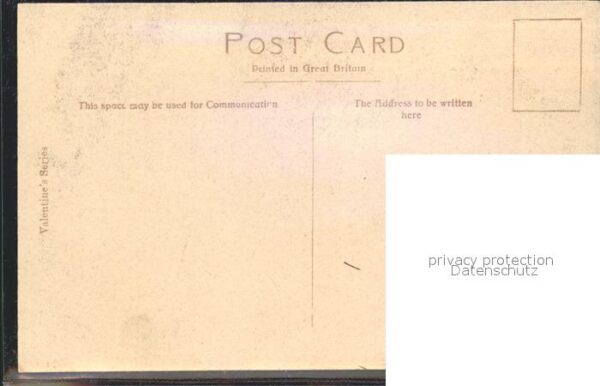 POST CARD
Printed in Great Britain
This space may be used for Communication
The Address to be written
here
Valentine's Series
privacy protection
Datenschutz